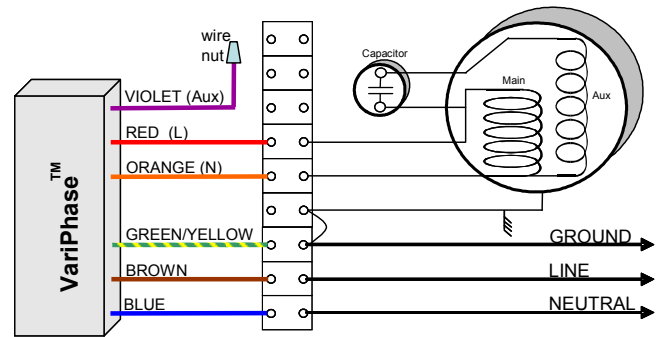 wire
nut
Capacitor
Main
Aux
VIOLET (Aux)
RED (L)
ORANGE (N)
VariPhase™
GREEN/YELLOW
GROUND
BROWN
LINE
BLUE
NEUTRAL